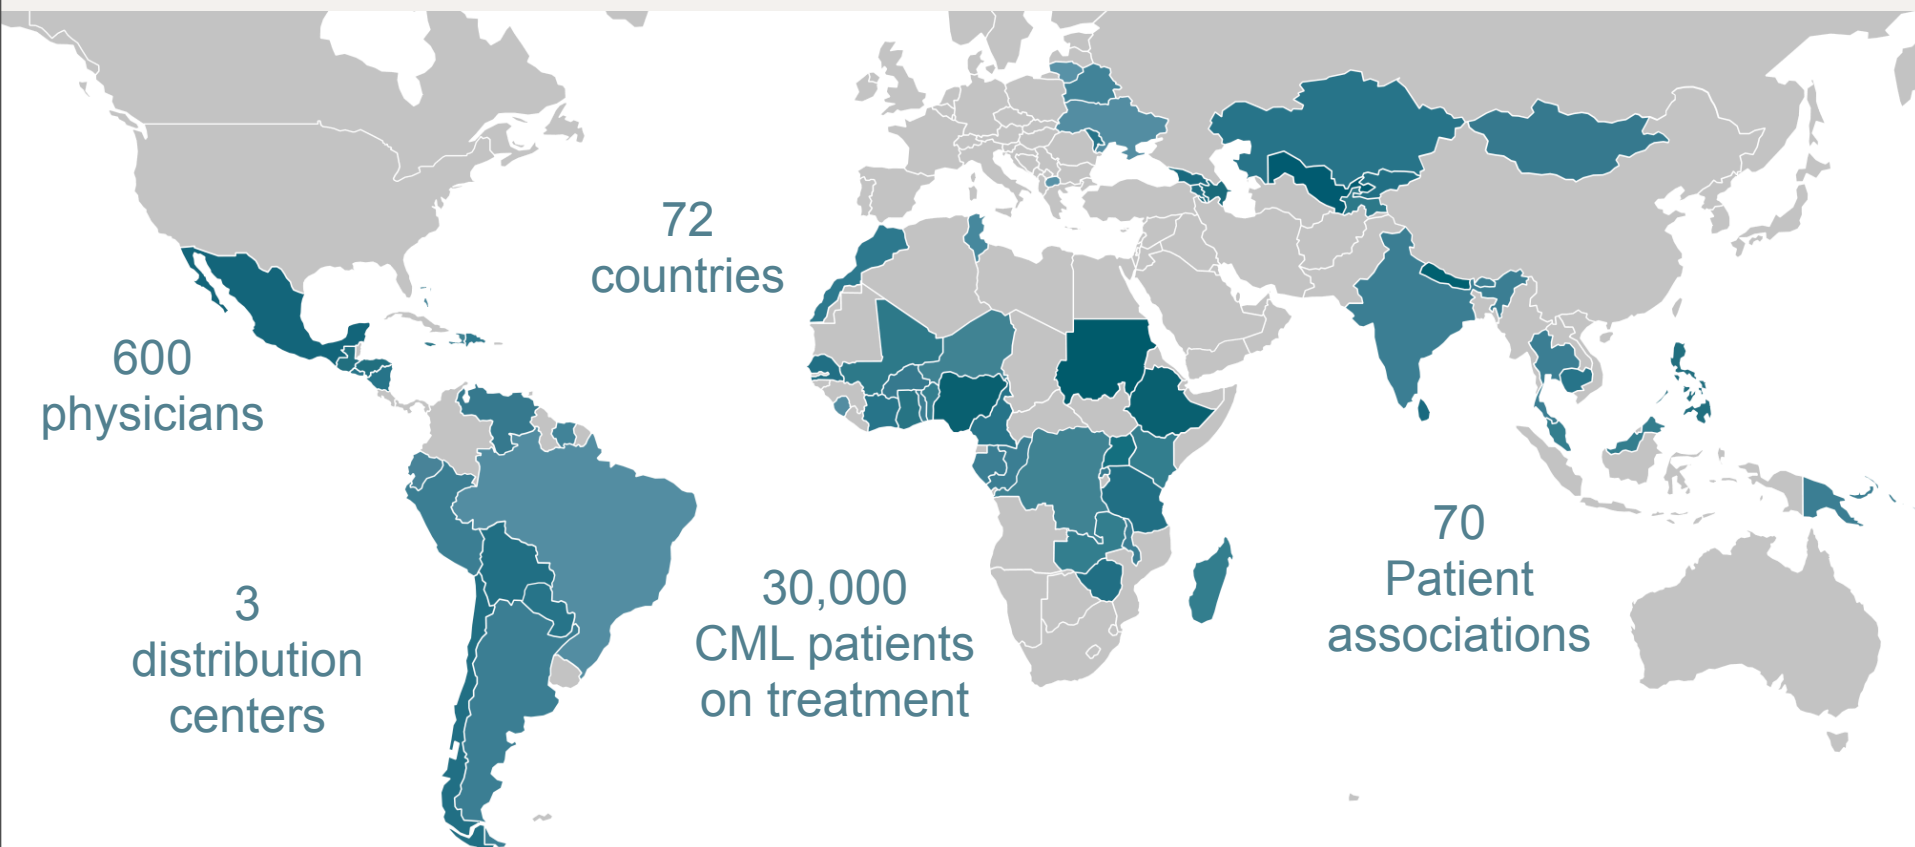 72
countries
600
physicians
3
distribution
centers
30,000
CML patients
on treatment
70
Patient
associations